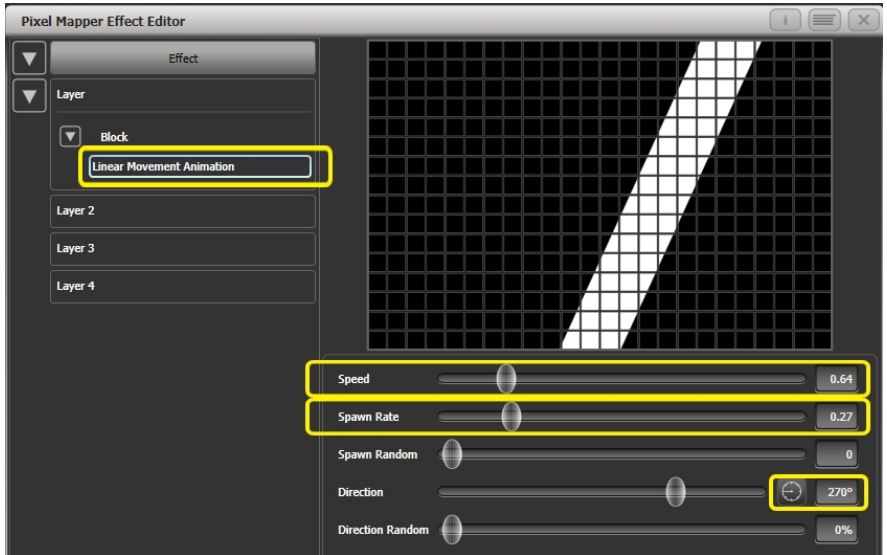 Pixel Mapper Effect Editor
i
Effect
Layer
Block
Linear Movement Animation
Layer 2
Layer 3
Layer 4
Speed 0.64
Spawn Rate 0.27
Spawn Random 0
Direction 270°
Direction Random 0%